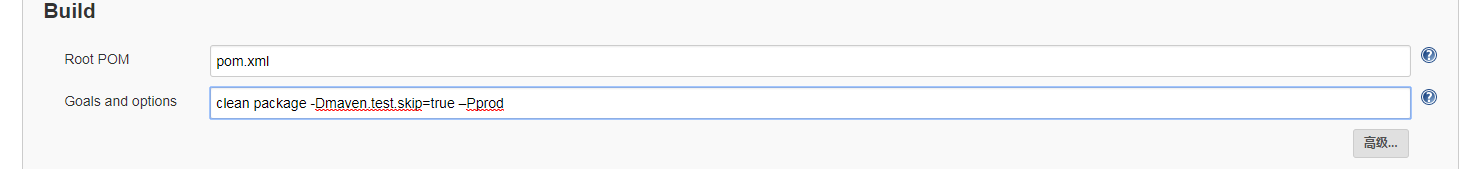 Build
Root POM
pom.xml
Goals and options
clean package -Dmaven.test.skip=true –Pprod
高级...